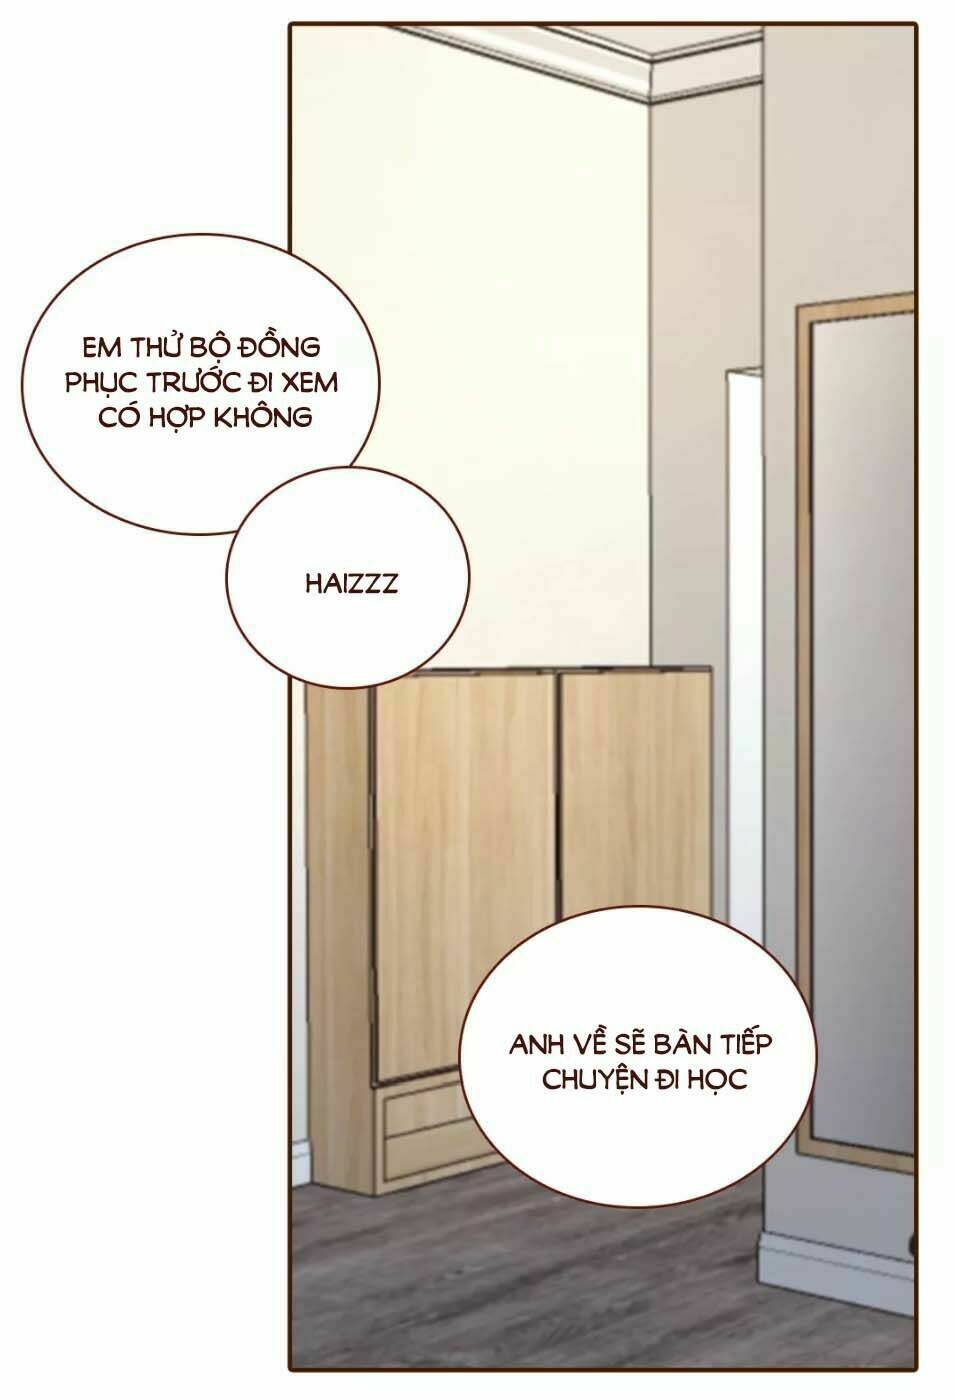 EM THỬ BỘ ĐỒNG
PHỤC TRƯỚC ĐI XEM
CÓ HỢP KHÔNG
HAIZZZ
ANH VỀ SẼ BÀN TIẾP
CHUYỆN ĐI HỌC